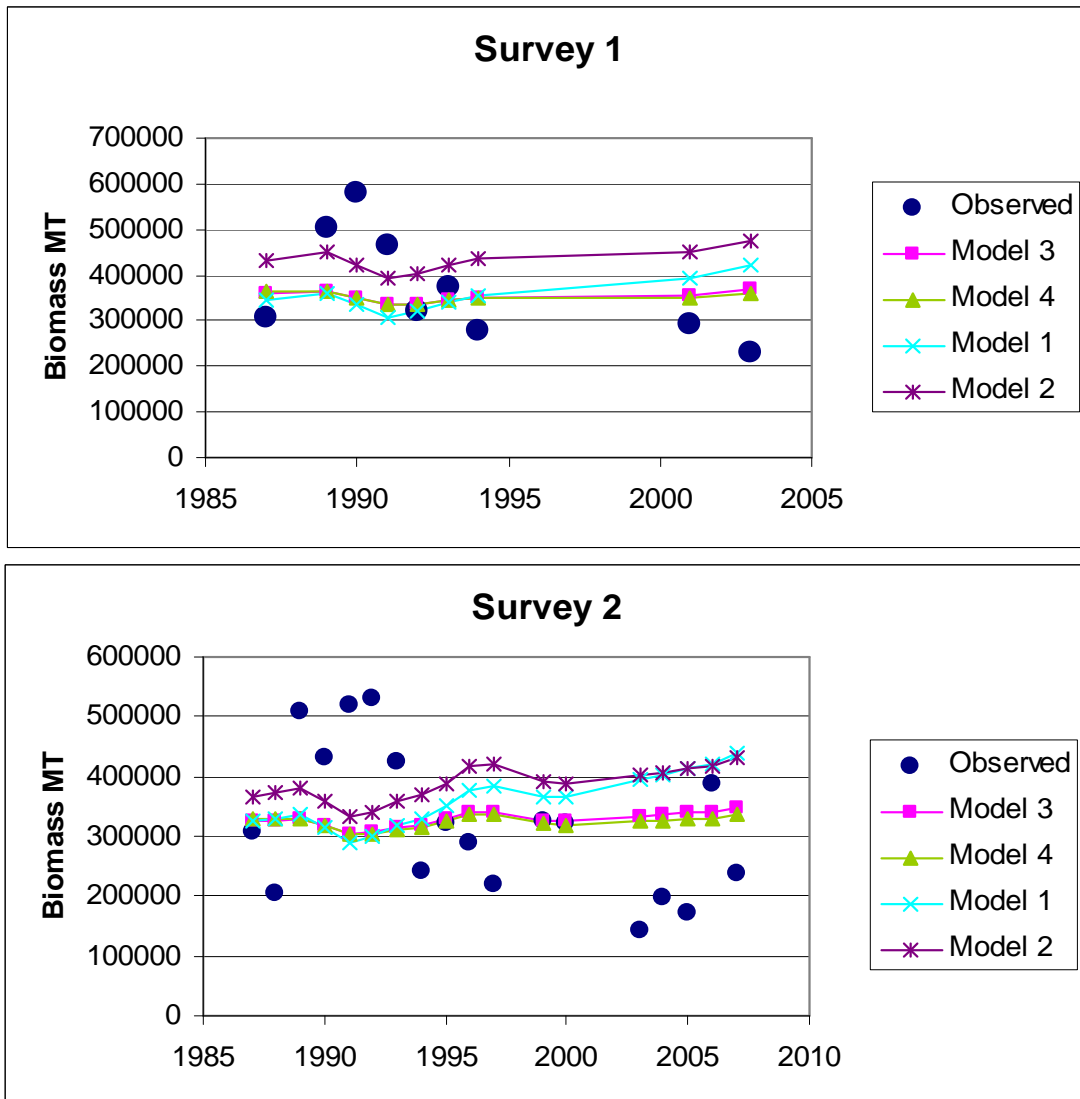 Survey 1
Biomass MT
700000
600000
500000
400000
300000
200000
100000
0
1985
1990
1995
2000
2005
Observed
Model 3
Model 4
Model 1
Model 2
Survey 2
Biomass MT
600000
500000
400000
300000
200000
100000
0
1985
1990
1995
2000
2005
2010
Observed
Model 3
Model 4
Model 1
Model 2